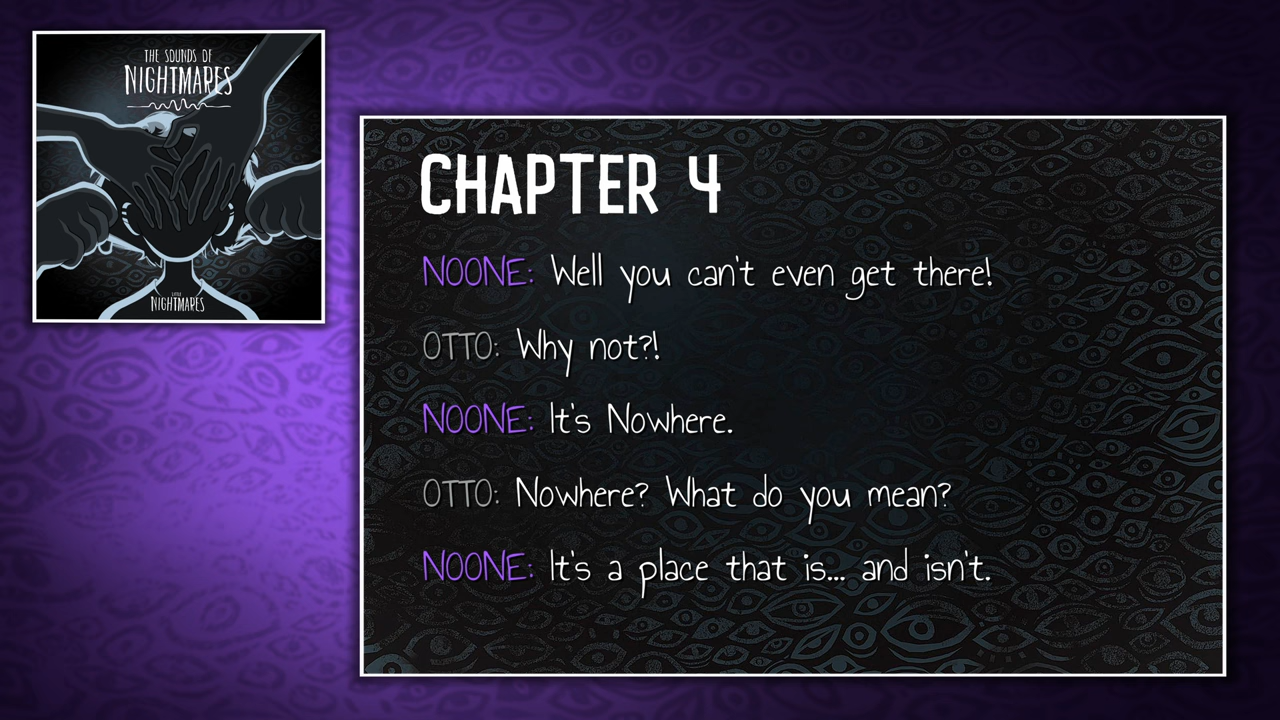 THE SOUNDS OF
NIGHTMARES
LITTLE
NIGHTMARES
CHAPTER 4
NOONE: Well you can't even get there!
OTTO: Why not?!
NOONE: It's Nowhere.
OTTO: Nowhere? What do you mean?
NOONE: It's a place that is... and isn't.